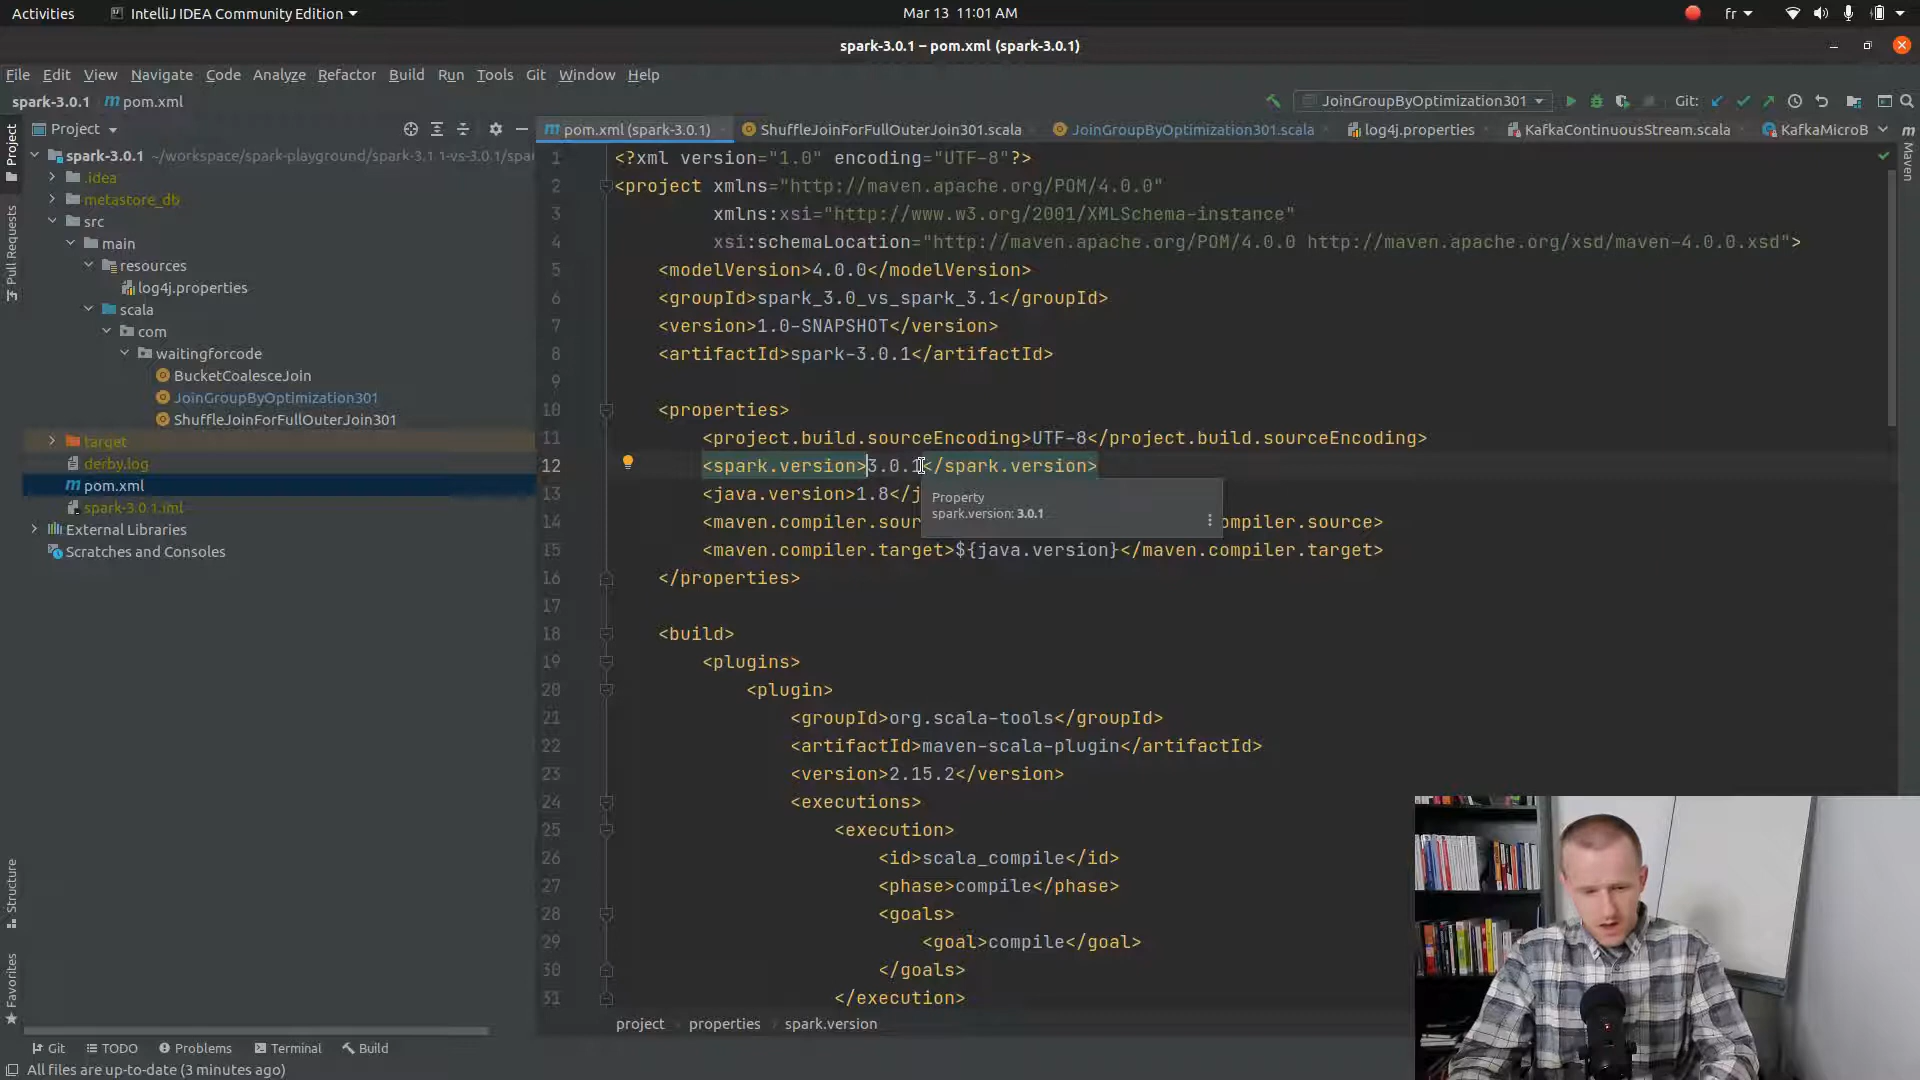 Activities
IntelliJ IDEA Community Edition
Mar 13 11:01 AM
fr
spark-3.0.1 – pom.xml (spark-3.0.1)
File Edit View Navigate Code Analyze Refactor Build Run Tools Git Window Help
spark-3.0.1 pom.xml
JoinGroupByOptimization301
Git:
Project
pom.xml (spark-3.0.1)
ShuffleJoinForFullOuterJoin301.scala
JoinGroupByOptimization301.scala
log4j.properties
KafkaContinuousStream.scala
KafkaMicroB
Project
Pull Requests
Structure
Favorites
Maven
spark-3.0.1 ~/workspace/spark-playground/spark-3.1 1-vs-3.0.1/spa
.idea
metastore_db
src
main
resources
log4j.properties
scala
com
waitingforcode
BucketCoalesceJoin
JoinGroupByOptimization301
ShuffleJoinForFullOuterJoin301
target
derby.log
pom.xml
spark-3.0 1.iml
External Libraries
Scratches and Consoles
1 <?xml version="1.0" encoding="UTF-8"?>
2 <project xmlns="http://maven.apache.org/POM/4.0.0"
3 xmlns:xsi="http://www.w3.org/2001/XMLSchema-instance"
4 xsi:schemaLocation="http://maven.apache.org/POM/4.0.0 http://maven.apache.org/xsd/maven-4.0.0.xsd">
5 <modelVersion>4.0.0</modelVersion>
6 <groupId>spark_3.0_vs_spark_3.1</groupId>
7 <version>1.0-SNAPSHOT</version>
8 <artifactId>spark-3.0.1</artifactId>
9
10 <properties>
11 <project.build.sourceEncoding>UTF-8</project.build.sourceEncoding>
12 <spark.version>3.0.1</spark.version>
13 <java.version>1.8</j
14 <maven.compiler.sour ompiler.source>
15 <maven.compiler.target>${java.version}</maven.compiler.target>
16 </properties>
17
18 <build>
19 <plugins>
20 <plugin>
21 <groupId>org.scala-tools</groupId>
22 <artifactId>maven-scala-plugin</artifactId>
23 <version>2.15.2</version>
24 <executions>
25 <execution>
26 <id>scala_compile</id>
27 <phase>compile</phase>
28 <goals>
29 <goal>compile</goal>
30 </goals>
31 </execution>
Property
spark.version: 3.0.1
project properties spark.version
Git TODO Problems Terminal Build
All files are up-to-date (3 minutes ago)